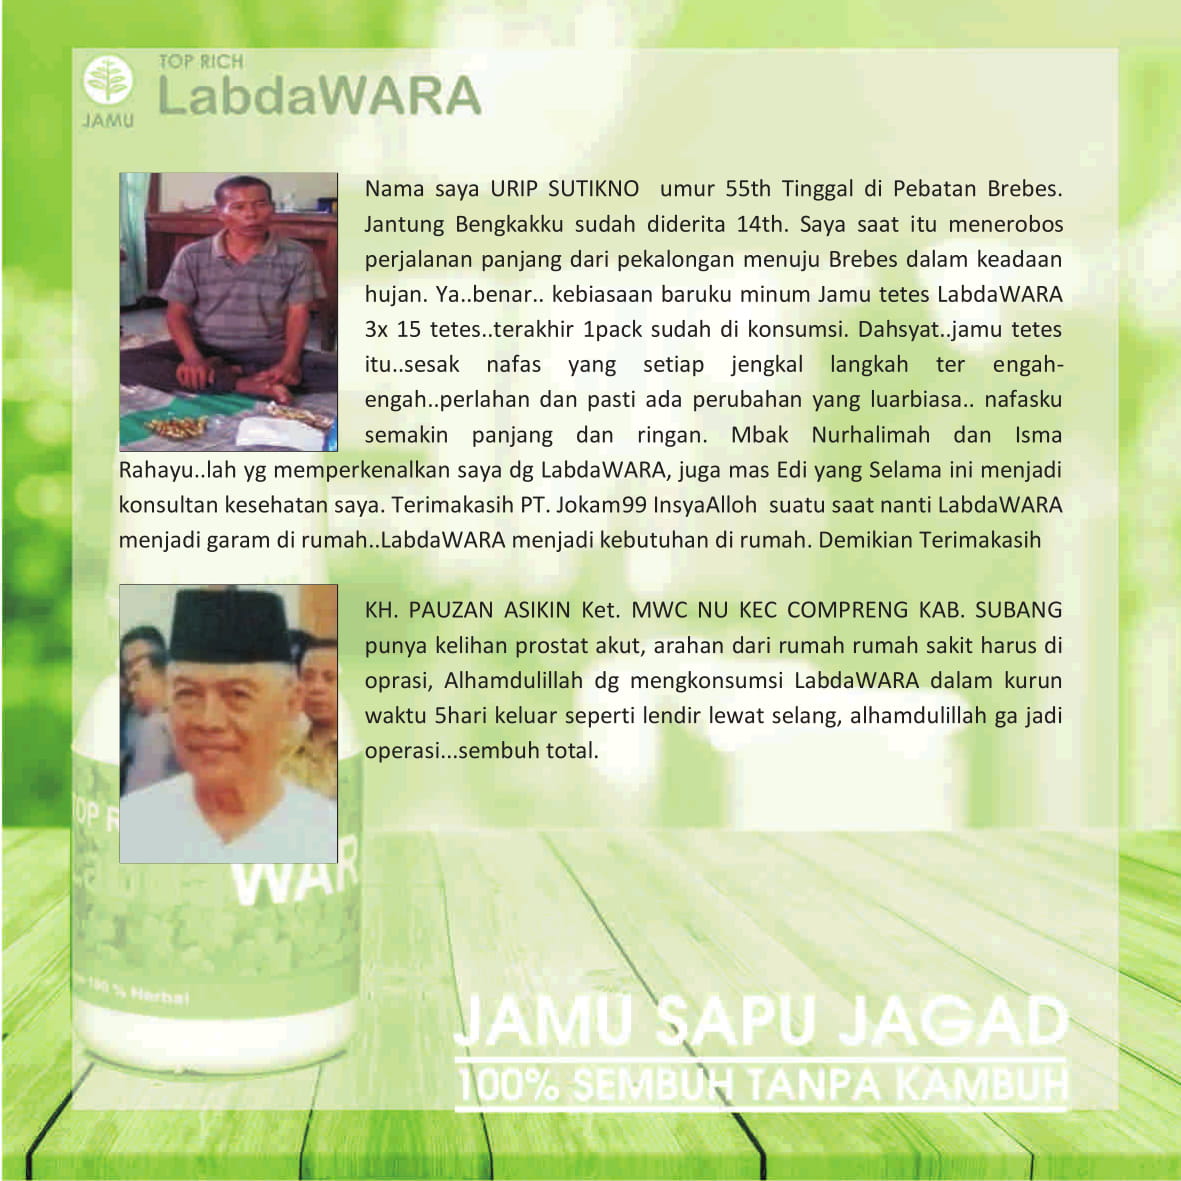 TOP RICH
LabdaWARA
JAMU
Nama saya URIP SUTIKNO umur 55th Tinggal di Pebatan Brebes.
Jantung Bengkakku sudah diderita 14th. Saya saat itu menerobos
perjalanan panjang dari pekalongan menuju Brebes dalam keadaan
hujan. Ya..benar.. kebiasaan baruku minum Jamu tetes LabdaWARA
3x 15 tetes..terakhir 1pack sudah di konsumsi. Dahsyat..jamu tetes
itu..sesak nafas yang setiap jengkal langkah ter engah-
engah..perlahan dan pasti ada perubahan yang luarbiasa.. nafasku
semakin panjang dan ringan. Mbak Nurhalimah dan Isma
Rahayu..lah yg memperkenalkan saya dg LabdaWARA, juga mas Edi yang Selama ini menjadi
konsultan kesehatan saya. Terimakasih PT. Jokam99 InsyaAlloh suatu saat nanti LabdaWARA
menjadi garam di rumah..LabdaWARA menjadi kebutuhan di rumah. Demikian Terimakasih
KH. PAUZAN ASIKIN Ket. MWC NU KEC COMPRENG KAB. SUBANG
punya kelihan prostat akut, arahan dari rumah rumah sakit harus di
oprasi, Alhamdulillah dg mengkonsumsi LabdaWARA dalam kurun
waktu 5hari keluar seperti lendir lewat selang, alhamdulillah ga jadi
operasi...sembuh total.
TOP R
WAR
100 % Herbal
JAMU SAPU JAGAD
100% SEMBUH TANPA KAMBUH